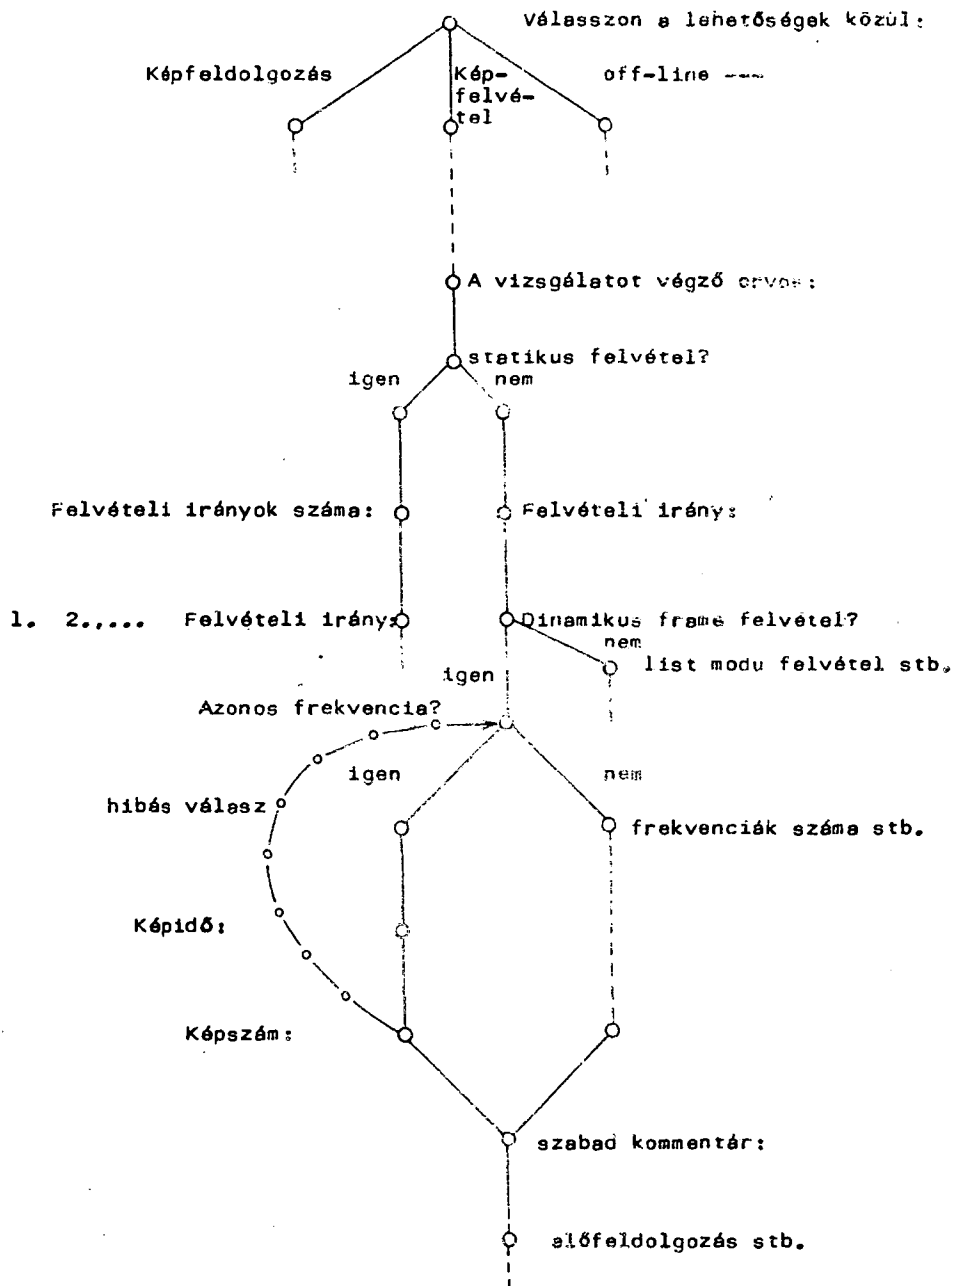 Válasszon a lehetőségek közül:
Képfeldolgozás
Kép-
felvé-
tel
off-line ---
A vizsgálatot végző orvos:
statikus felvétel?
igen
nem
Felvételi irányok száma:
Felvételi irány:
1. 2.,... Felvételi irány:
Dinamikus frame felvétel?
nem
list modu felvétel stb.
igen
Azonos frekvencia?
igen
nem
hibás válasz
frekvenciák száma stb.
Képidő:
Képszám:
szabad kommentár:
előfeldolgozás stb.